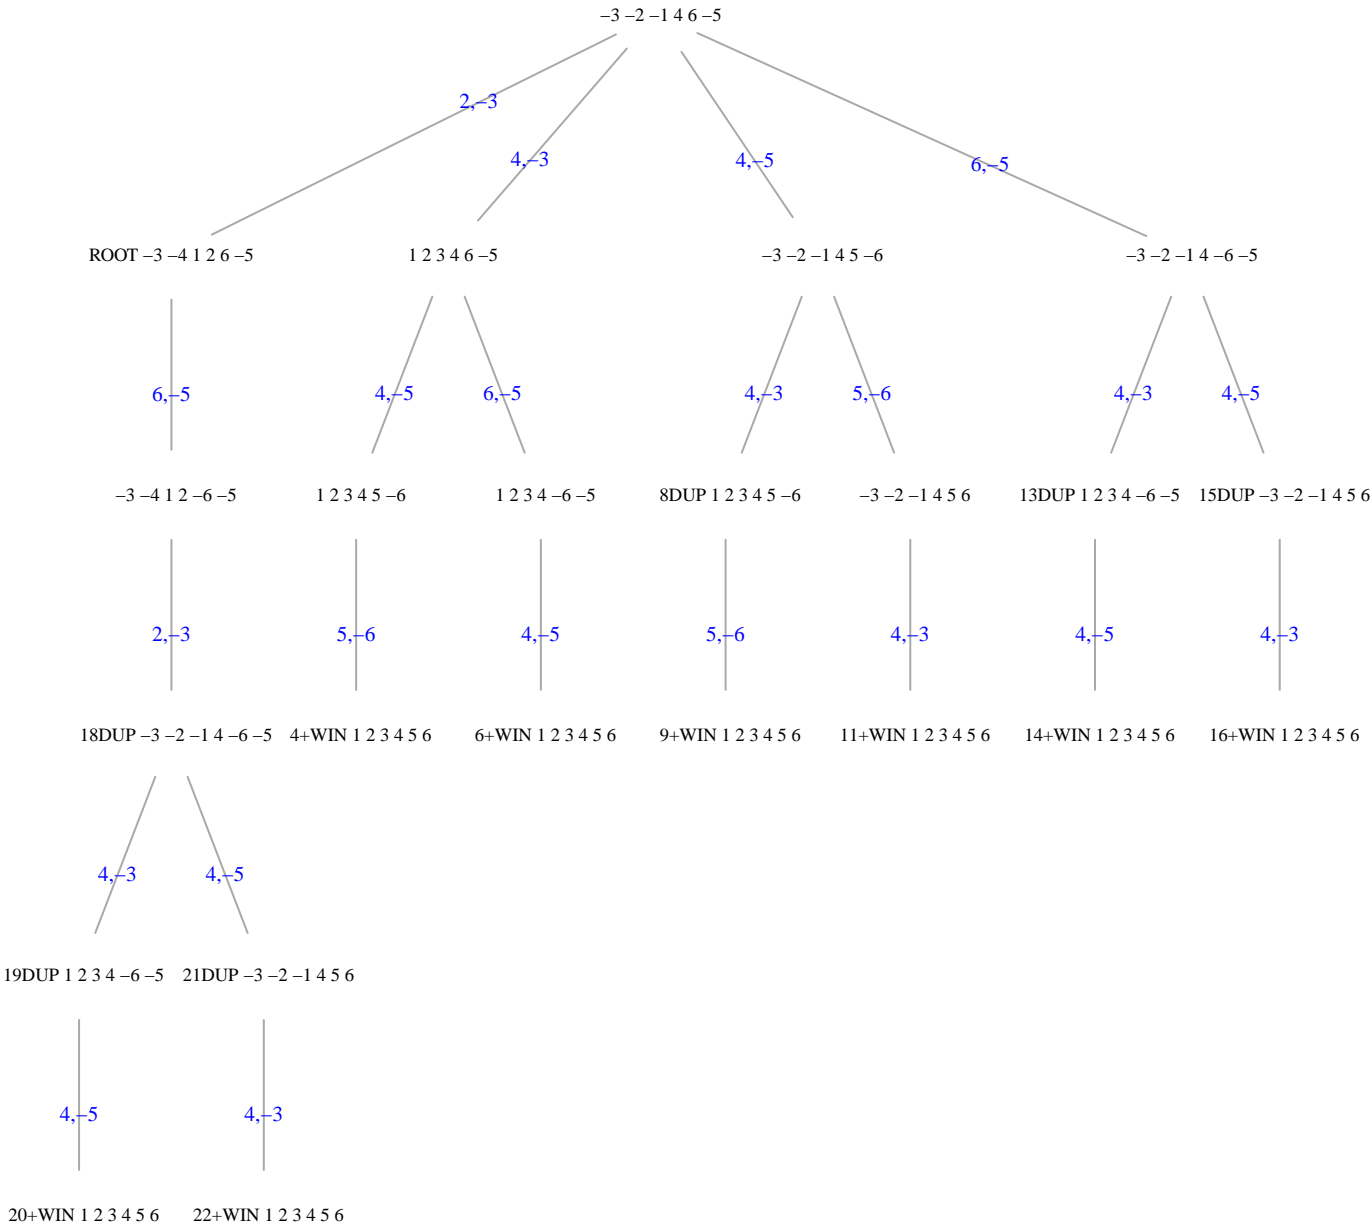 –3 –2 –1 4 6 –5
2,–3
4,–3
4,–5
6,–5
ROOT –3 –4 1 2 6 –5
1 2 3 4 6 –5
–3 –2 –1 4 5 –6
–3 –2 –1 4 –6 –5
6,–5
4,–5
6,–5
4,–3
5,–6
4,–3
4,–5
–3 –4 1 2 –6 –5
1 2 3 4 5 –6
1 2 3 4 –6 –5
8DUP 1 2 3 4 5 –6
–3 –2 –1 4 5 6
13DUP 1 2 3 4 –6 –5
15DUP –3 –2 –1 4 5 6
2,–3
5,–6
4,–5
5,–6
4,–3
4,–5
4,–3
18DUP –3 –2 –1 4 –6 –5
4+WIN 1 2 3 4 5 6
6+WIN 1 2 3 4 5 6
9+WIN 1 2 3 4 5 6
11+WIN 1 2 3 4 5 6
14+WIN 1 2 3 4 5 6
16+WIN 1 2 3 4 5 6
4,–3
4,–5
19DUP 1 2 3 4 –6 –5
21DUP –3 –2 –1 4 5 6
4,–5
4,–3
20+WIN 1 2 3 4 5 6
22+WIN 1 2 3 4 5 6